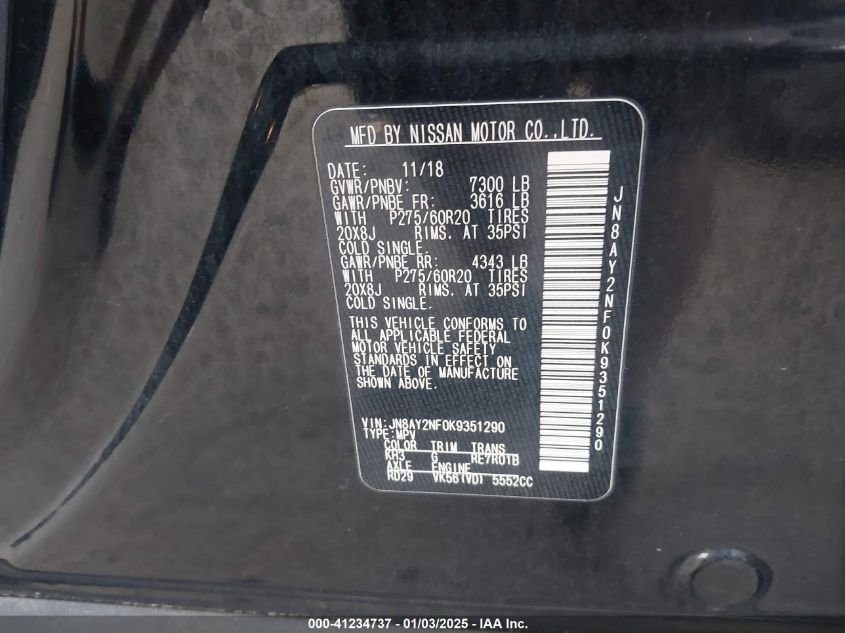 MFD BY NISSAN MOTOR CO.,LTD.
DATE: 11/18
GVWR/PNBV: 7300 LB
GAWR/PNBE FR: 3616 LB
WITH P275/60R20 TIRES
20X8J RIMS. AT 35PSI
COLD SINGLE.
GAWR/PNBE RR: 4343 LB
WITH P275/60R20 TIRES
20X8J RIMS. AT 35PSI
COLD SINGLE.
THIS VEHICLE CONFORMS TO
ALL APPLICABLE FEDERAL
MOTOR VEHICLE SAFETY
STANDARDS IN EFFECT ON
THE DATE OF MANUFACTURE
SHOWN ABOVE.
VIN:JN8AY2NF0K9351290
TYPE:MPV
COLOR TRIM TRANS
KH3 G RE7R01B
AXLE ENGINE
RD29 VK56(VD) 5552CC
JN8AY2NF0K9351290
000-41234737 - 01/03/2025 - IAA Inc.